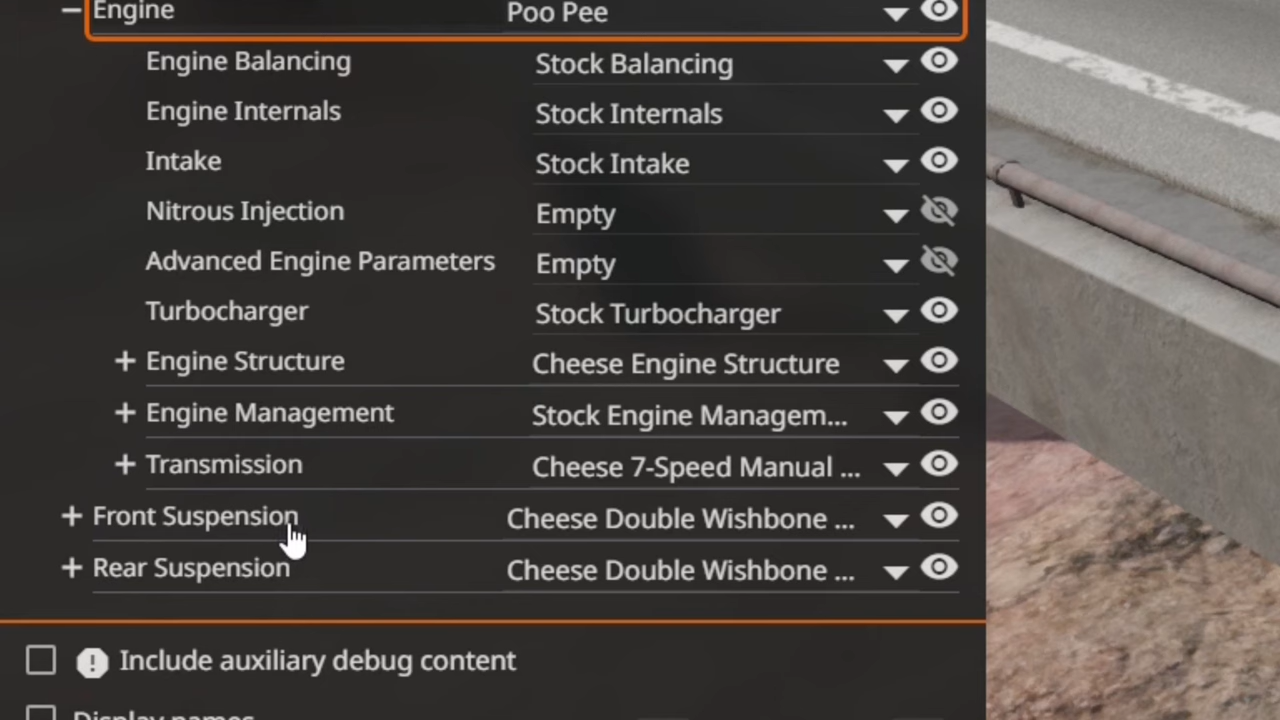 Engine Poo Pee
Engine Balancing Stock Balancing
Engine Internals Stock Internals
Intake Stock Intake
Nitrous Injection Empty
Advanced Engine Parameters Empty
Turbocharger Stock Turbocharger
Engine Structure Cheese Engine Structure
Engine Management Stock Engine Managem...
Transmission Cheese 7-Speed Manual ...
Front Suspension Cheese Double Wishbone ...
Rear Suspension Cheese Double Wishbone ...
Include auxiliary debug content
Display names